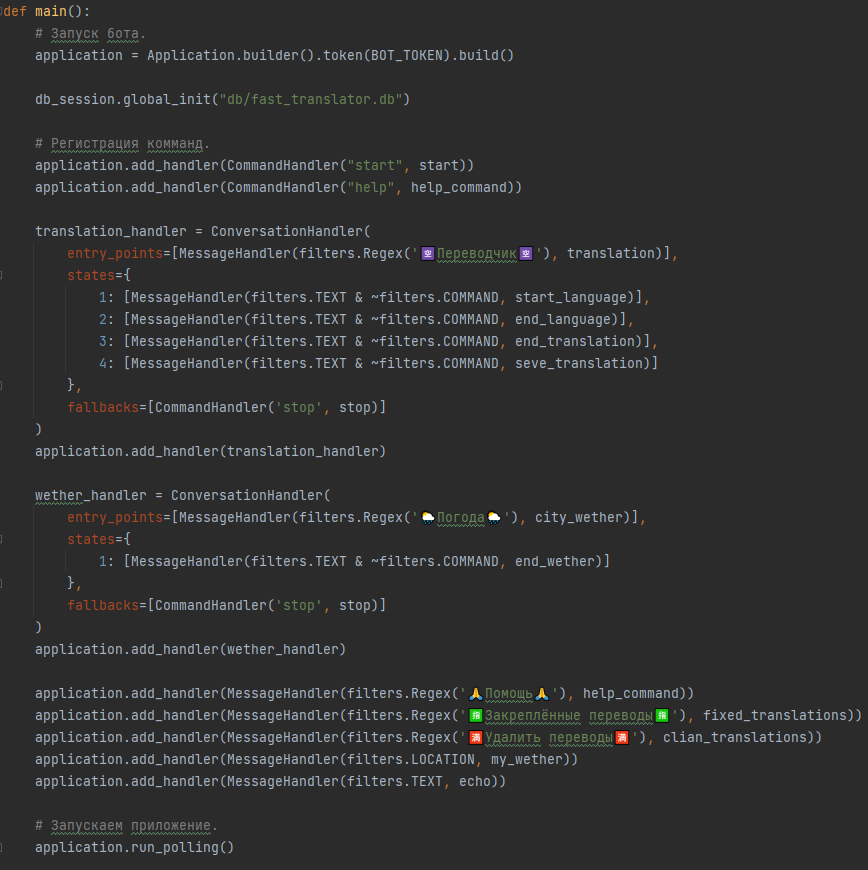 def main():
    # Запуск бота.
    application = Application.builder().token(BOT_TOKEN).build()
    db_session.global_init("db/fast_translator.db")
    # Регистрация комманд.
    application.add_handler(CommandHandler("start", start))
    application.add_handler(CommandHandler("help", help_command))
    translation_handler = ConversationHandler(
        entry_points=[MessageHandler(filters.Regex('🈳Переводчик🈳'), translation)],
        states={
            1: [MessageHandler(filters.TEXT & ~filters.COMMAND, start_language)],
            2: [MessageHandler(filters.TEXT & ~filters.COMMAND, end_language)],
            3: [MessageHandler(filters.TEXT & ~filters.COMMAND, end_translation)],
            4: [MessageHandler(filters.TEXT & ~filters.COMMAND, seve_translation)]
        },
        fallbacks=[CommandHandler('stop', stop)]
    )
    application.add_handler(translation_handler)
    wether_handler = ConversationHandler(
        entry_points=[MessageHandler(filters.Regex('🌦Погода🌦'), city_wether)],
        states={
            1: [MessageHandler(filters.TEXT & ~filters.COMMAND, end_wether)]
        },
        fallbacks=[CommandHandler('stop', stop)]
    )
    application.add_handler(wether_handler)
    application.add_handler(MessageHandler(filters.Regex('🙏Помощь🙏'), help_command))
    application.add_handler(MessageHandler(filters.Regex('🈯Закреплённые переводы🈯'), fixed_translations))
    application.add_handler(MessageHandler(filters.Regex('🈵Удалить переводы🈵'), clian_translations))
    application.add_handler(MessageHandler(filters.LOCATION, my_wether))
    application.add_handler(MessageHandler(filters.TEXT, echo))
    # Запускаем приложение.
    application.run_polling()